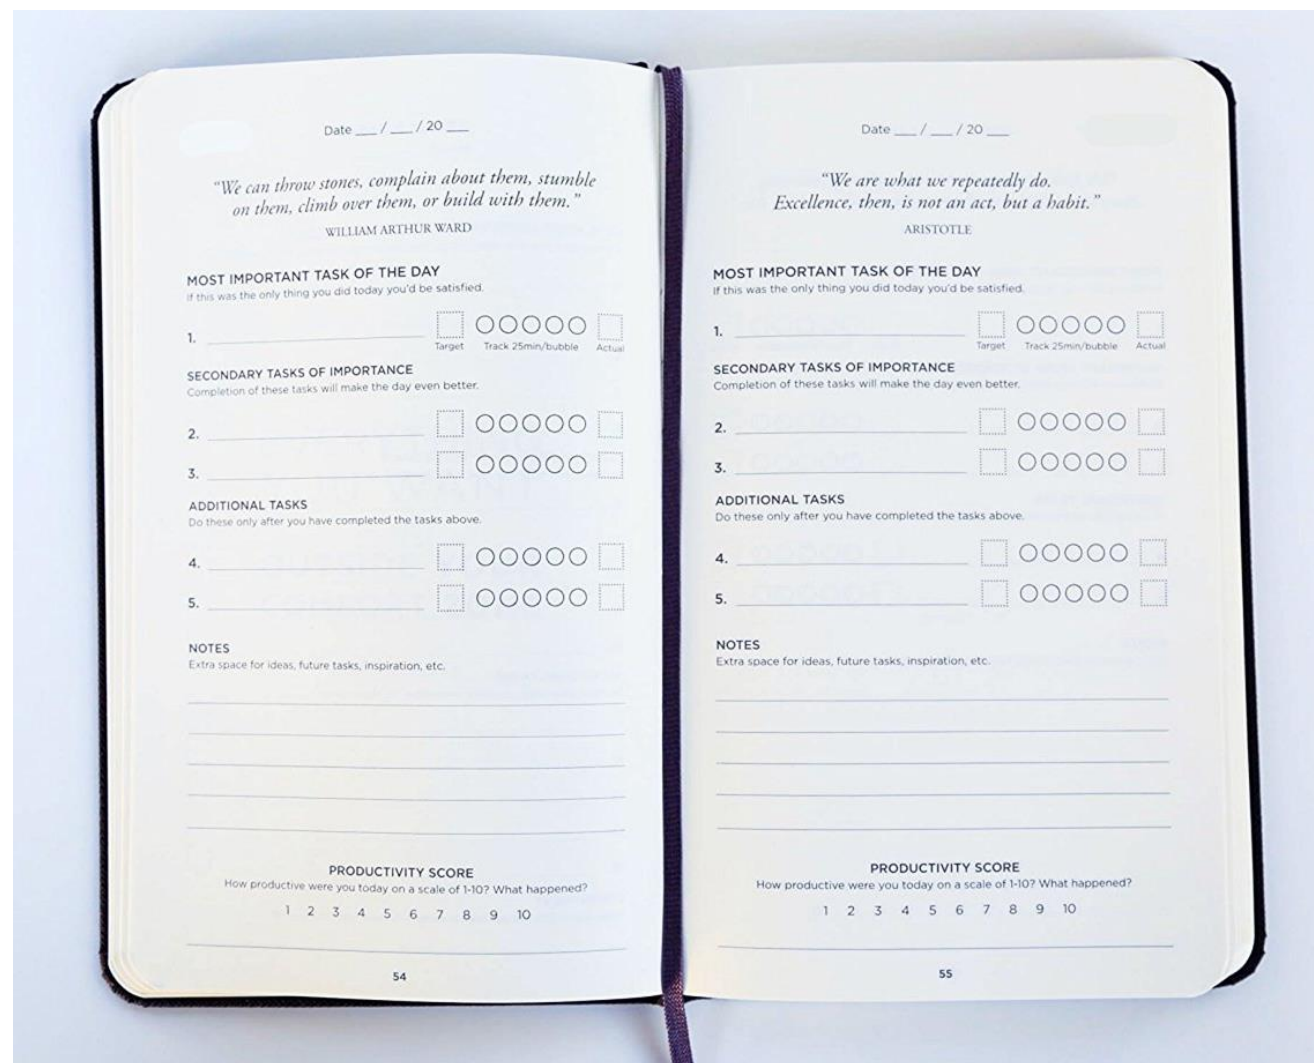 Date ___ / ___ / 20 ___
“We can throw stones, complain about them, stumble
on them, climb over them, or build with them.”
WILLIAM ARTHUR WARD
MOST IMPORTANT TASK OF THE DAY
If this was the only thing you did today you'd be satisfied.
1.
Target Track 25min/bubble Actual
SECONDARY TASKS OF IMPORTANCE
Completion of these tasks will make the day even better.
2.
3.
ADDITIONAL TASKS
Do these only after you have completed the tasks above.
4.
5.
NOTES
Extra space for ideas, future tasks, inspiration, etc.
PRODUCTIVITY SCORE
How productive were you today on a scale of 1-10? What happened?
1 2 3 4 5 6 7 8 9 10
54
Date ___ / ___ / 20 ___
“We are what we repeatedly do.
Excellence, then, is not an act, but a habit.”
ARISTOTLE
MOST IMPORTANT TASK OF THE DAY
If this was the only thing you did today you'd be satisfied.
1.
Target Track 25min/bubble Actual
SECONDARY TASKS OF IMPORTANCE
Completion of these tasks will make the day even better.
2.
3.
ADDITIONAL TASKS
Do these only after you have completed the tasks above.
4.
5.
NOTES
Extra space for ideas, future tasks, inspiration, etc.
PRODUCTIVITY SCORE
How productive were you today on a scale of 1-10? What happened?
1 2 3 4 5 6 7 8 9 10
55